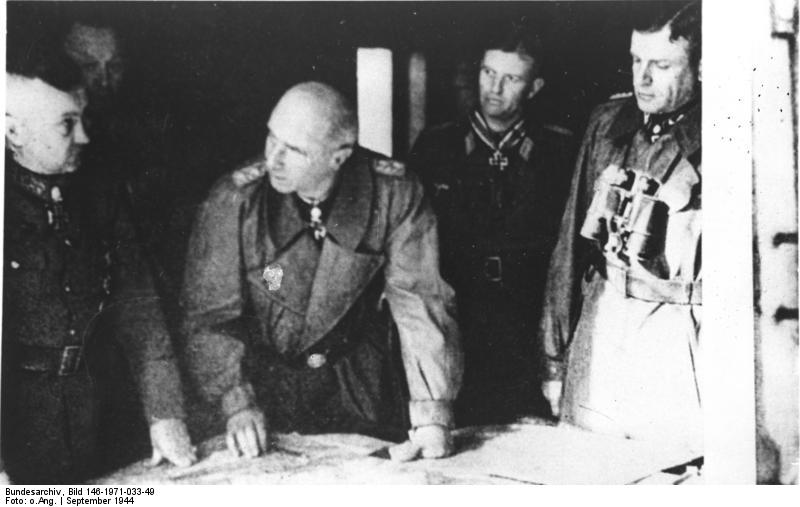 Bundesarchiv, Bild 146-1971-033-49
Foto: o.Ang. | September 1944